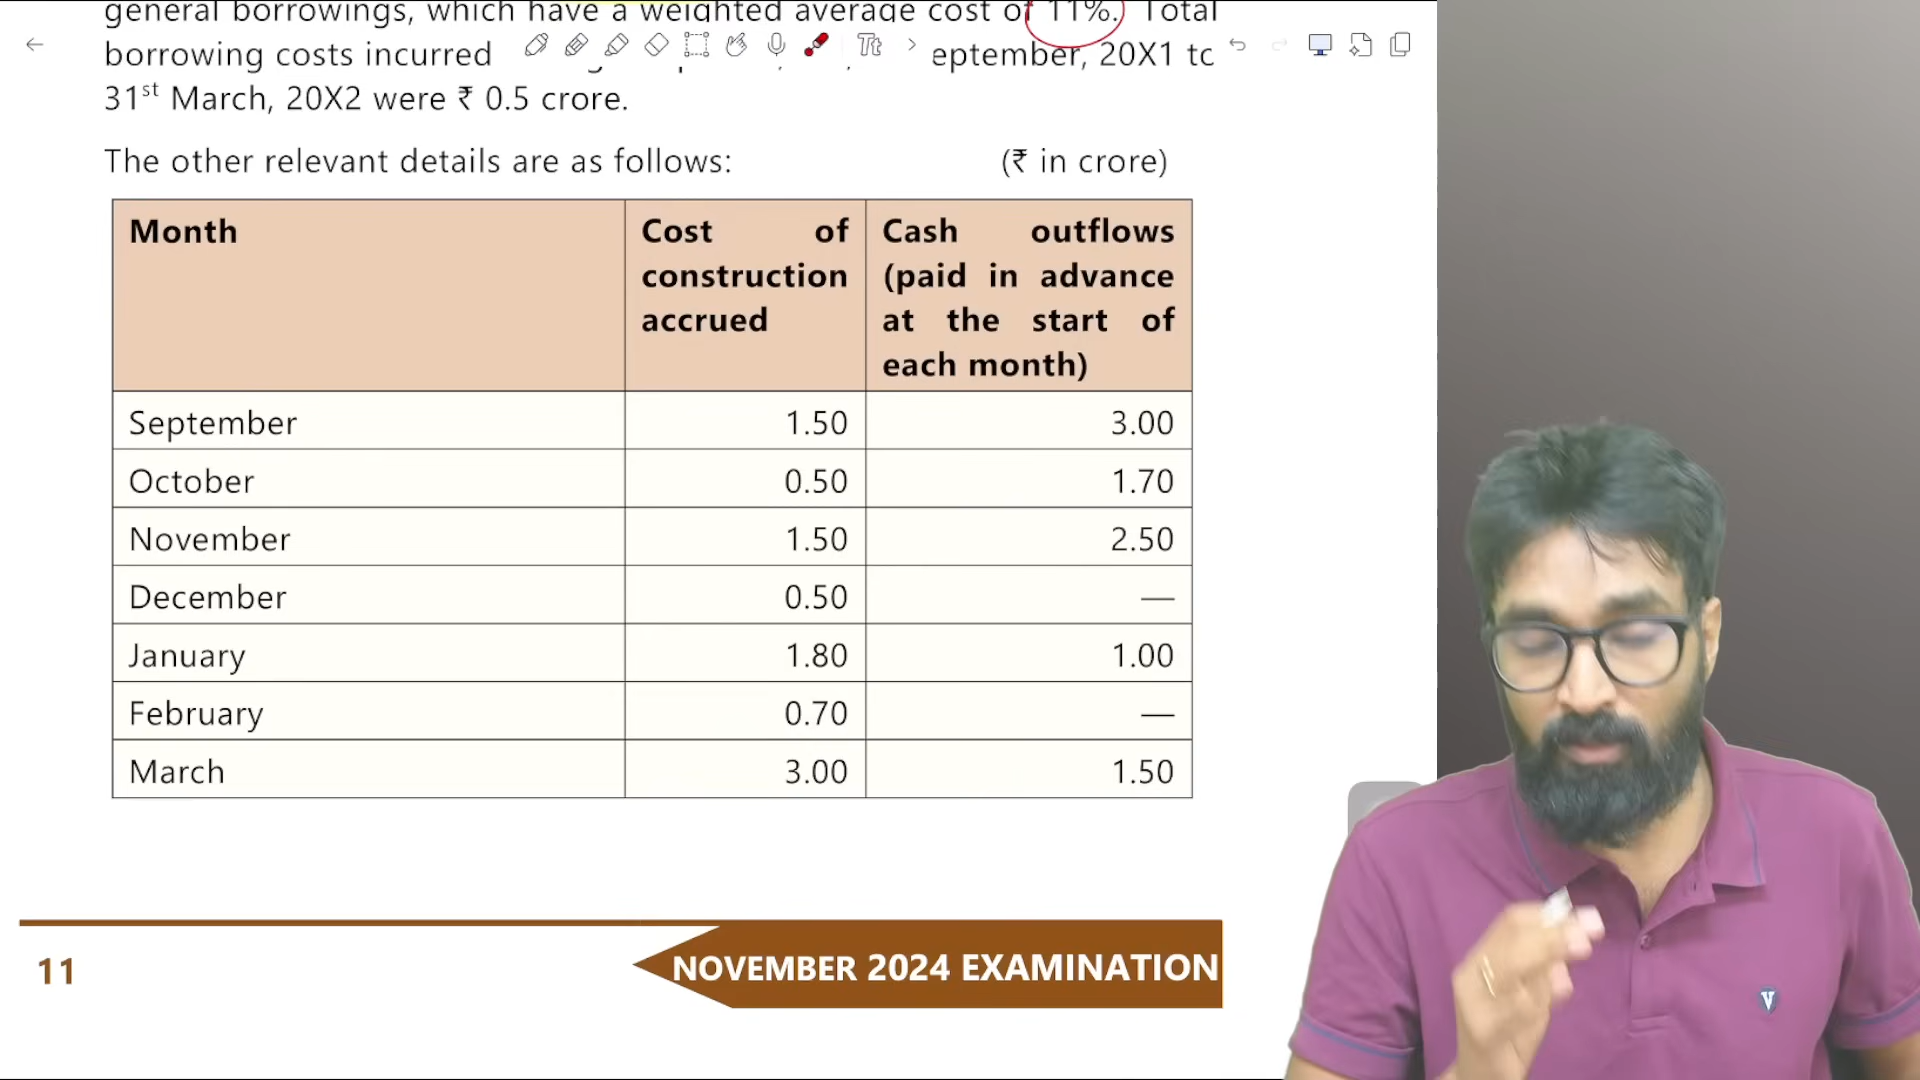 general borrowings, which have a weighted average cost of 11%. Total
borrowing costs incurred eptember, 20X1 to
31st March, 20X2 were ₹ 0.5 crore.
The other relevant details are as follows: (₹ in crore)
Month
Cost of construction accrued
Cash outflows (paid in advance at the start of each month)
September 1.50 3.00
October 0.50 1.70
November 1.50 2.50
December 0.50 —
January 1.80 1.00
February 0.70 —
March 3.00 1.50
11
NOVEMBER 2024 EXAMINATION
Tt
V